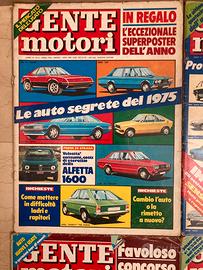 GENTE
motori
IN REGALO
L'ECCEZIONALE
SUPERPOSTER
DELL'ANNO
Le auto segrete del 1975
ALFETTA
1600
INCHIESTE
Come mettere
in difficoltà
ladri e
rapitori
INCHIESTE
Cambio l'auto
o la
rimetto
a nuovo?
GENTE
motori
Favoloso
concorso